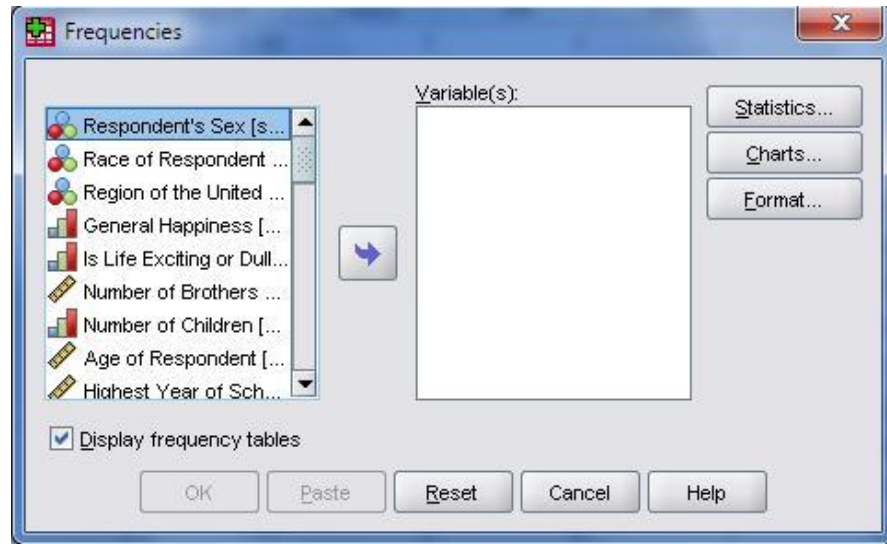 Frequencies
Variable(s):
Respondent's Sex [s...
Race of Respondent ...
Region of the United ...
General Happiness [...
Is Life Exciting or Dull...
Number of Brothers ...
Number of Children [...
Age of Respondent [...
Highest Year of Sch...
Statistics...
Charts...
Format...
Display frequency tables
OK
Paste
Reset
Cancel
Help